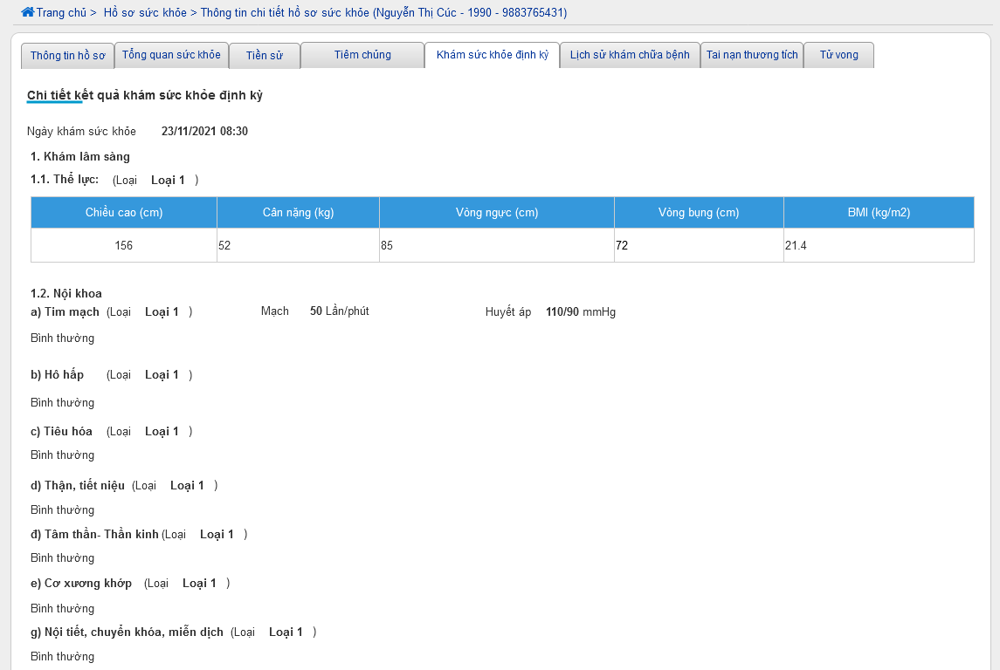 Trang chủ > Hồ sơ sức khỏe > Thông tin chi tiết hồ sơ sức khỏe (Nguyễn Thị Cúc - 1990 - 9883765431)
Thông tin hồ sơ Tổng quan sức khỏe Tiền sử Tiêm chủng Khám sức khỏe định kỳ Lịch sử khám chữa bệnh Tai nạn thương tích Tử vong
Chi tiết kết quả khám sức khỏe định kỳ
Ngày khám sức khỏe 23/11/2021 08:30
1. Khám lâm sàng
1.1. Thể lực: (Loại Loại 1 )
Chiều cao (cm) Cân nặng (kg) Vòng ngực (cm) Vòng bụng (cm) BMI (kg/m2)
156 52 85 72 21.4
1.2. Nội khoa
a) Tim mạch (Loại Loại 1 ) Mạch 50 Lần/phút Huyết áp 110/90 mmHg
Bình thường
b) Hô hấp (Loại Loại 1 )
Bình thường
c) Tiêu hóa (Loại Loại 1 )
Bình thường
d) Thận, tiết niệu (Loại Loại 1 )
Bình thường
đ) Tâm thần- Thần kinh (Loại Loại 1 )
Bình thường
e) Cơ xương khớp (Loại Loại 1 )
Bình thường
g) Nội tiết, chuyển khóa, miễn dịch (Loại Loại 1 )
Bình thường